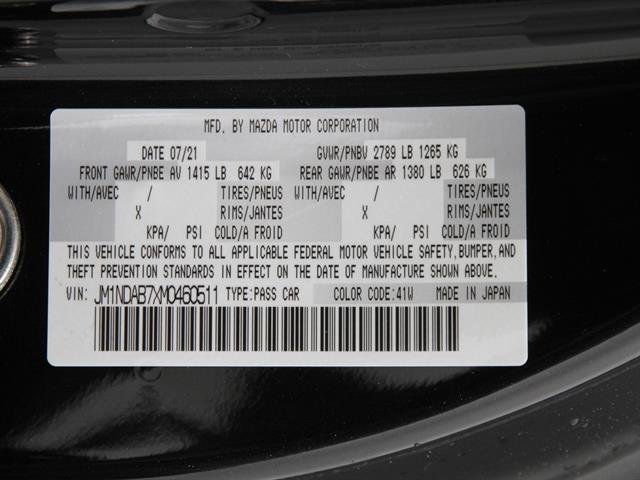 MFD. BY MAZDA MOTOR CORPORATION
DATE 07/21 GVWR/PNBV 2789 LB 1265 KG
FRONT GAWR/PNBE AV 1415 LB 642 KG REAR GAWR/PNBE AR 1380 LB 626 KG
WITH/AVEC / TIRES/PNEUS WITH/AVEC / TIRES/PNEUS
X RIMS/JANTES X RIMS/JANTES
KPA/ PSI COLD/A FROID KPA/ PSI COLD/A FROID
THIS VEHICLE CONFORMS TO ALL APPLICABLE FEDERAL MOTOR VEHICLE SAFETY, BUMPER, AND
THEFT PREVENTION STANDARDS IN EFFECT ON THE DATE OF MANUFACTURE SHOWN ABOVE.
VIN: JM1NDAB7XM0460511 TYPE:PASS CAR COLOR CODE:41W MADE IN JAPAN